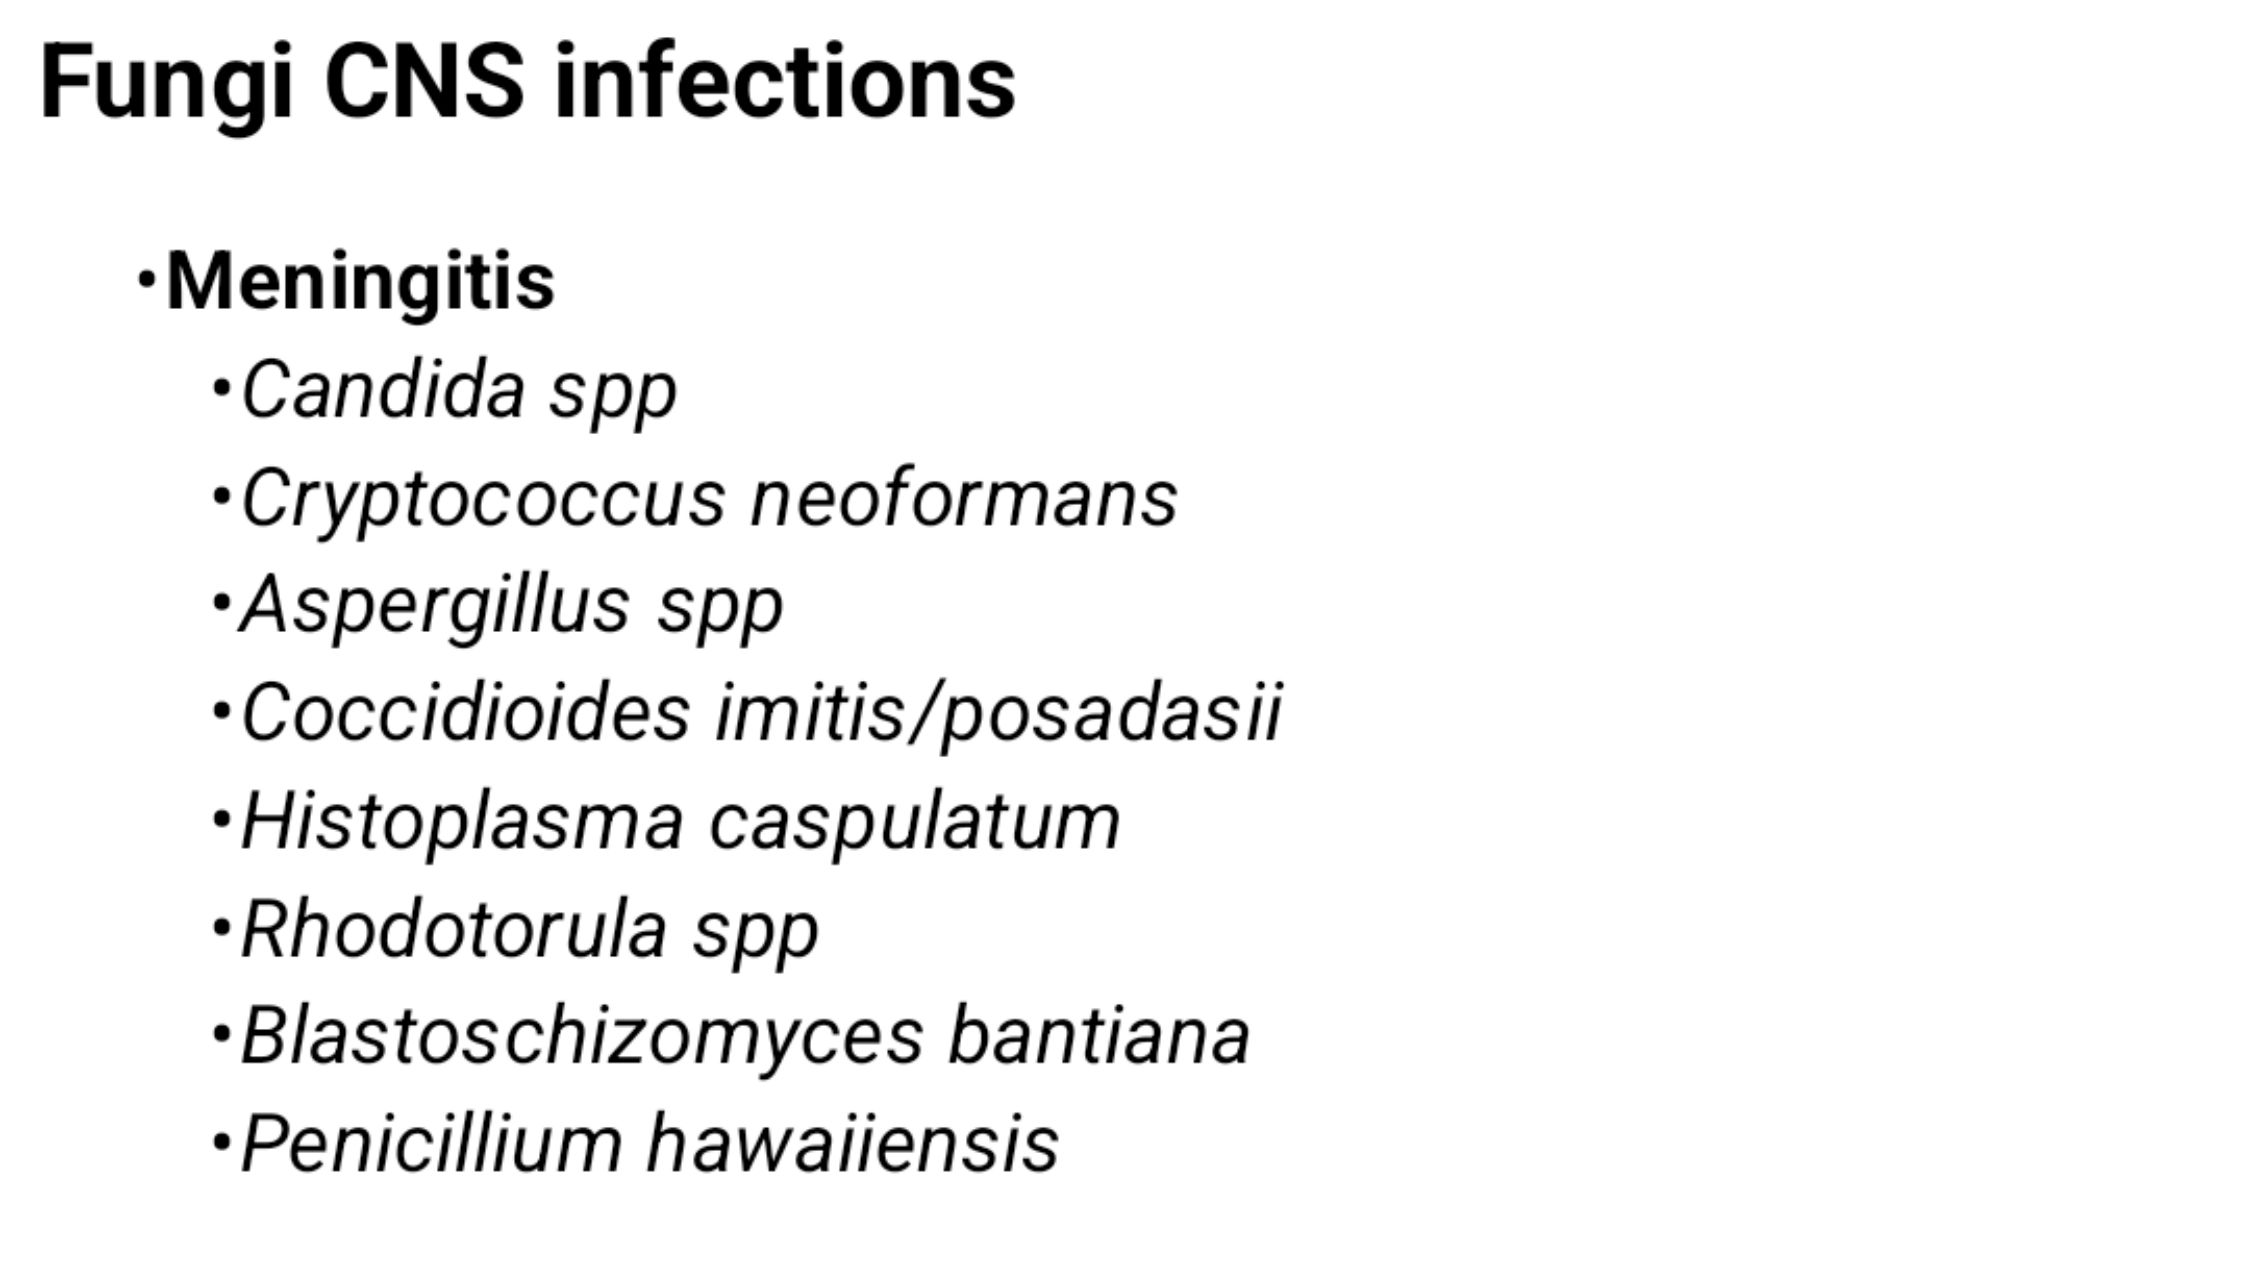 Fungi CNS infections
•Meningitis
•Candida spp
•Cryptococcus neoformans
•Aspergillus spp
•Coccidioides imitis/posadasii
•Histoplasma caspulatum
•Rhodotorula spp
•Blastoschizomyces bantiana
•Penicillium hawaiiensis